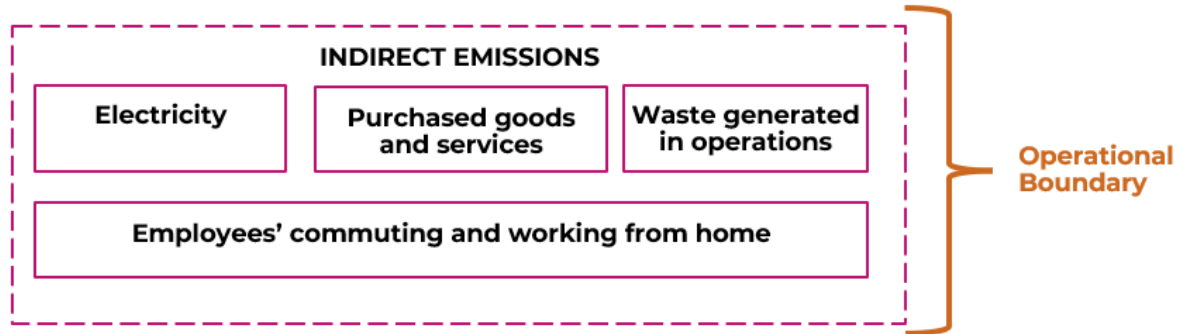 INDIRECT EMISSIONS
Electricity
Purchased goods
and services
Waste generated
in operations
Employees’ commuting and working from home
Operational
Boundary